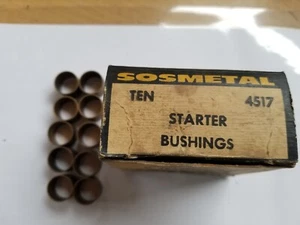 SOSMETAL
TEN 4517
STARTER
BUSHINGS